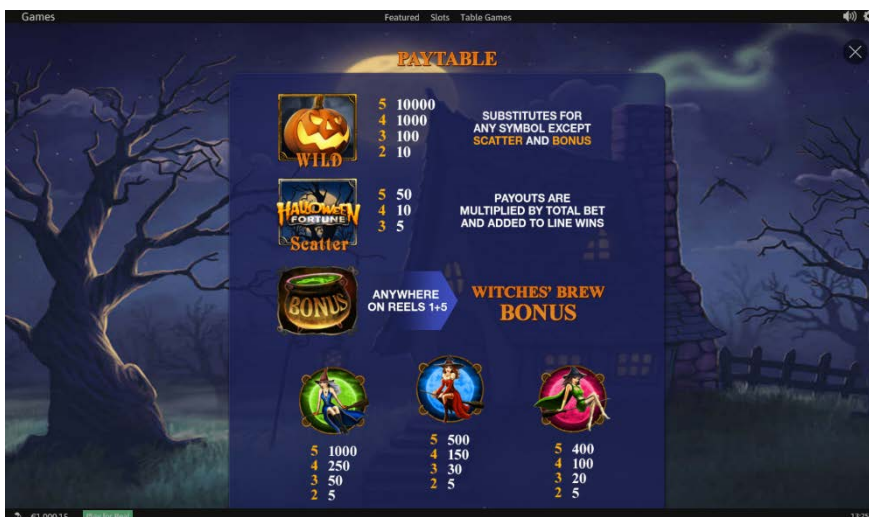 Games
Featured Slots Table Games
PAYTABLE
WILD
5 10000
4 1000
3 100
2 10
SUBSTITUTES FOR
ANY SYMBOL EXCEPT
SCATTER AND BONUS
HALLOWEEN
FORTUNE
Scatter
5 50
4 10
3 5
PAYOUTS ARE
MULTIPLIED BY TOTAL BET
AND ADDED TO LINE WINS
BONUS
ANYWHERE
ON REELS 1+5
WITCHES' BREW
BONUS
5 1000
4 250
3 50
2 5
5 500
4 150
3 30
2 5
5 400
4 100
3 20
2 5
Play for Real